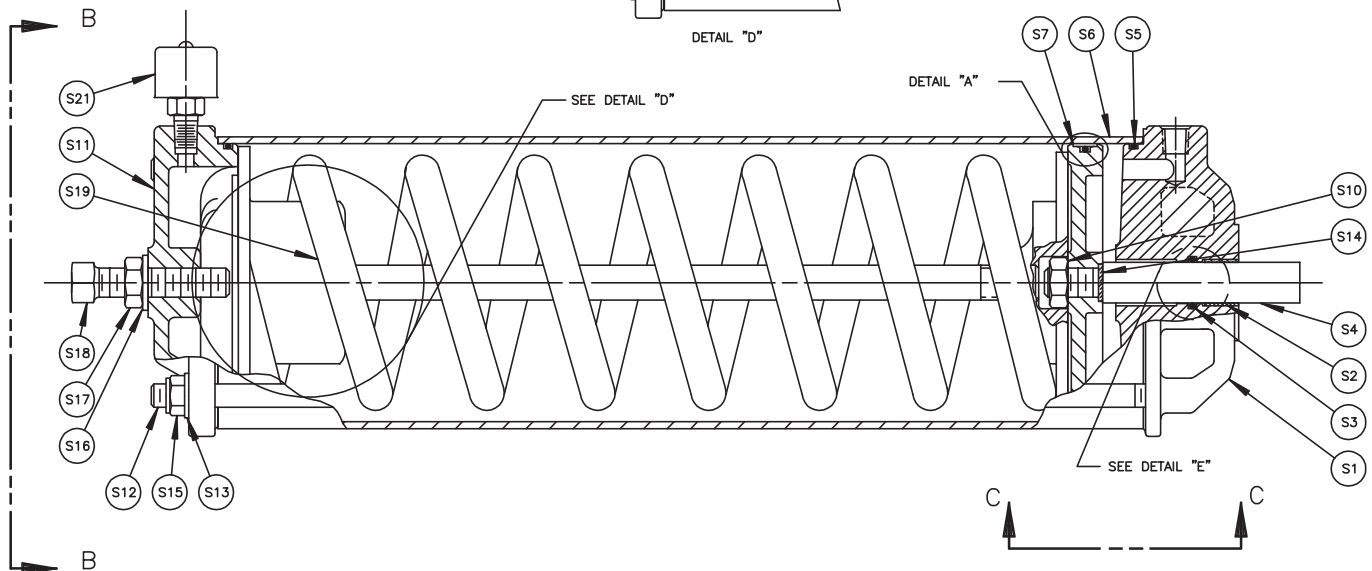 B
DETAIL "D"
S7
S6
S5
S21
SEE DETAIL "D"
DETAIL "A"
S11
S19
S10
S14
S18
S4
S17
S2
S16
S3
S12
S15
S13
SEE DETAIL "E"
S1
C
C
B